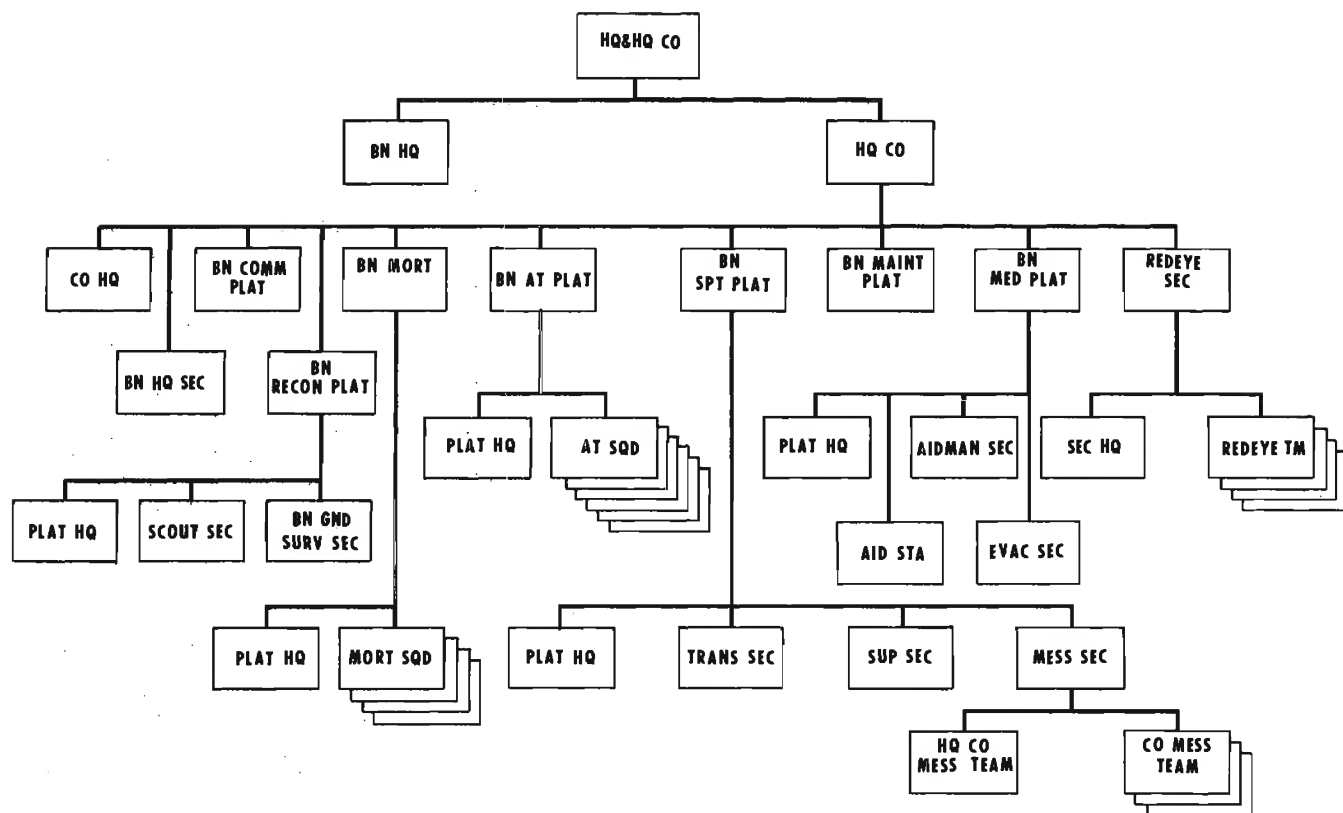 HQ&HQ CO
BN HQ
HQ CO
CO HQ
BN COMM
PLAT
BN MORT
BN AT PLAT
BN
SPT PLAT
BN MAINT
PLAT
BN
MED PLAT
REDEYE
SEC
BN HQ SEC
BN
RECON PLAT
PLAT HQ
AT SQD
PLAT HQ
AIDMAN SEC
SEC HQ
REDEYE TM
PLAT HQ
SCOUT SEC
BN GND
SURV SEC
AID STA
EVAC SEC
PLAT HQ
MORT SQD
PLAT HQ
TRANS SEC
SUP SEC
MESS SEC
HQ CO
MESS TEAM
CO MESS
TEAM